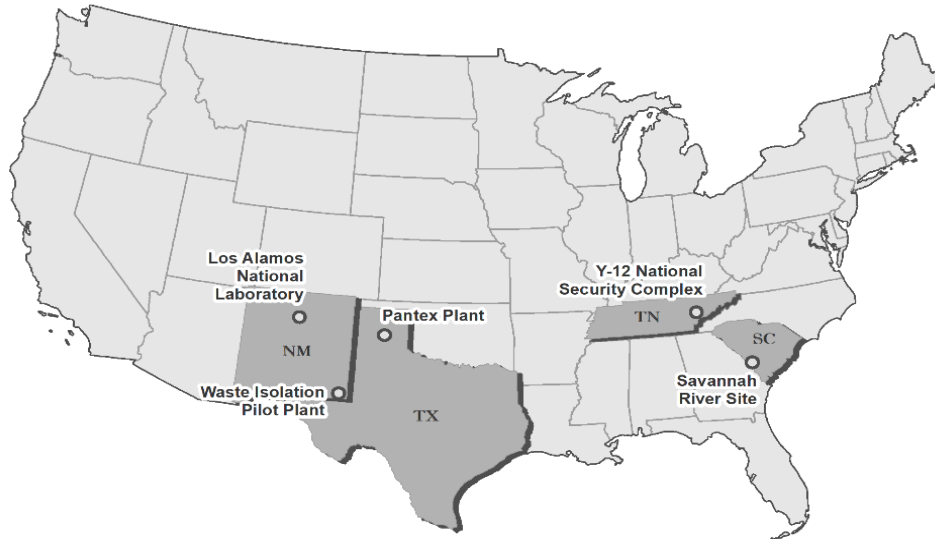 Los Alamos
National
Laboratory
Y-12 National
Security Complex
Pantex Plant
TN
SC
NM
Waste Isolation
Pilot Plant
Savannah
River Site
TX